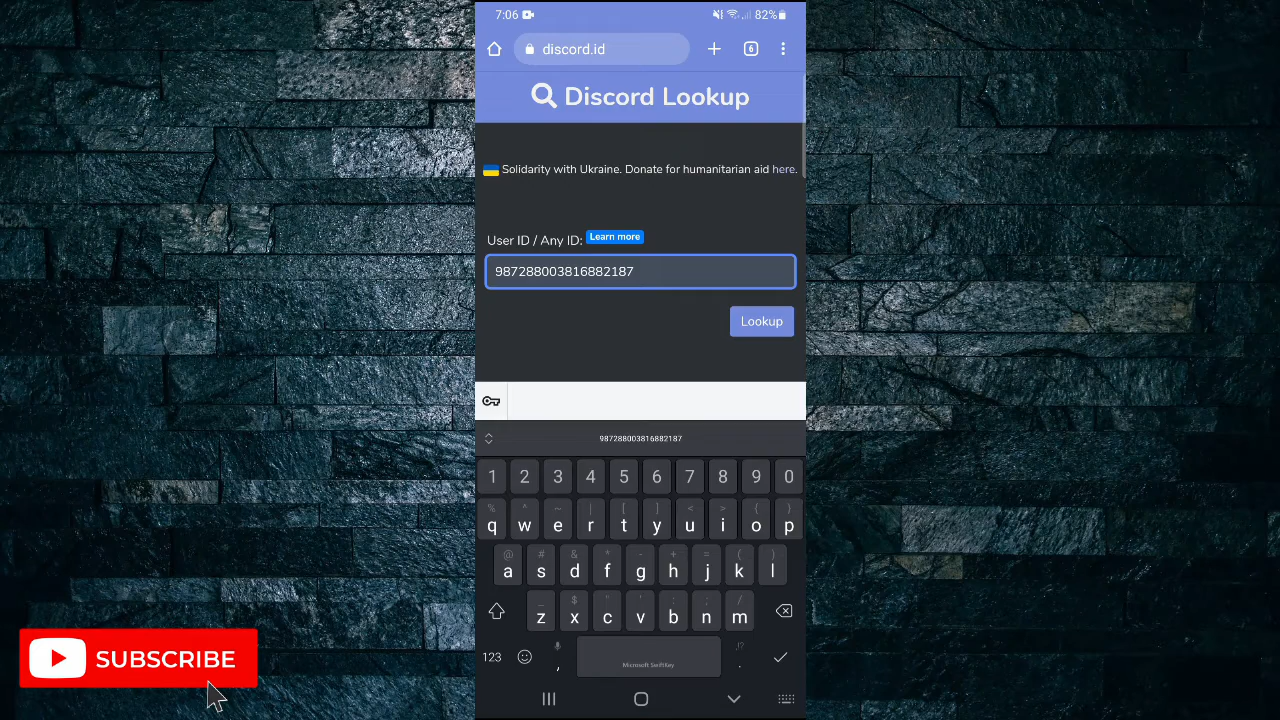 7:06 82%
discord.id 6
Discord Lookup
Solidarity with Ukraine. Donate for humanitarian aid here.
User ID / Any ID: Learn more
987288003816882187
Lookup
987288003816882187
1 2 3 4 5 6 7 8 9 0
% ^ ~ | [ ] < > { }
q w e r t y u i o p
@ # & * - + = ( )
a s d f g h j k l
_ $ " ' : ; /
z x c v b n m
123 , Microsoft SwiftKey .!?
SUBSCRIBE